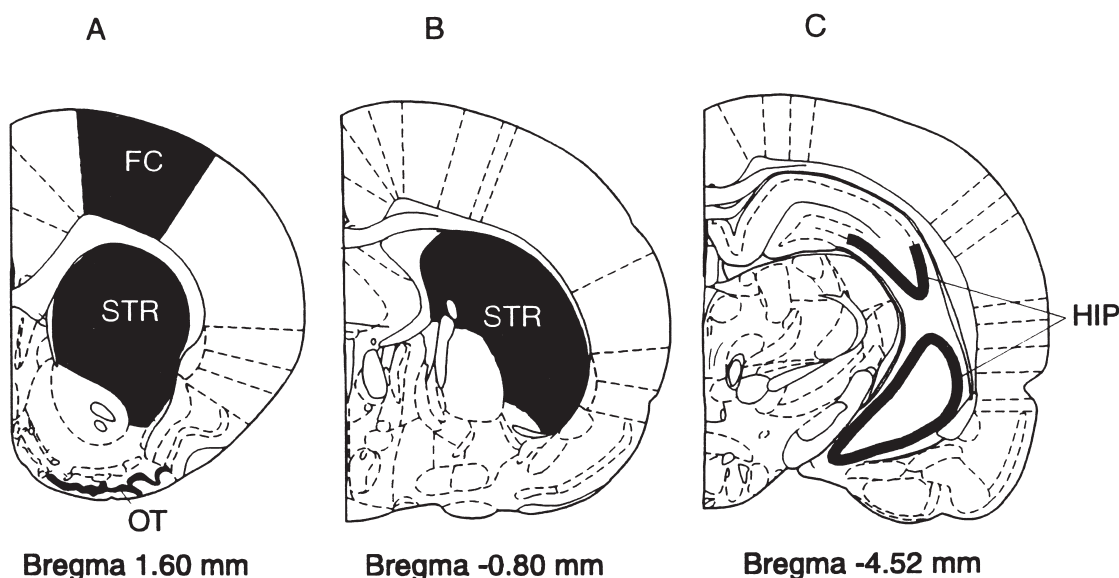 A
B
C
FC
STR
STR
HIP
OT
Bregma 1.60 mm
Bregma -0.80 mm
Bregma -4.52 mm